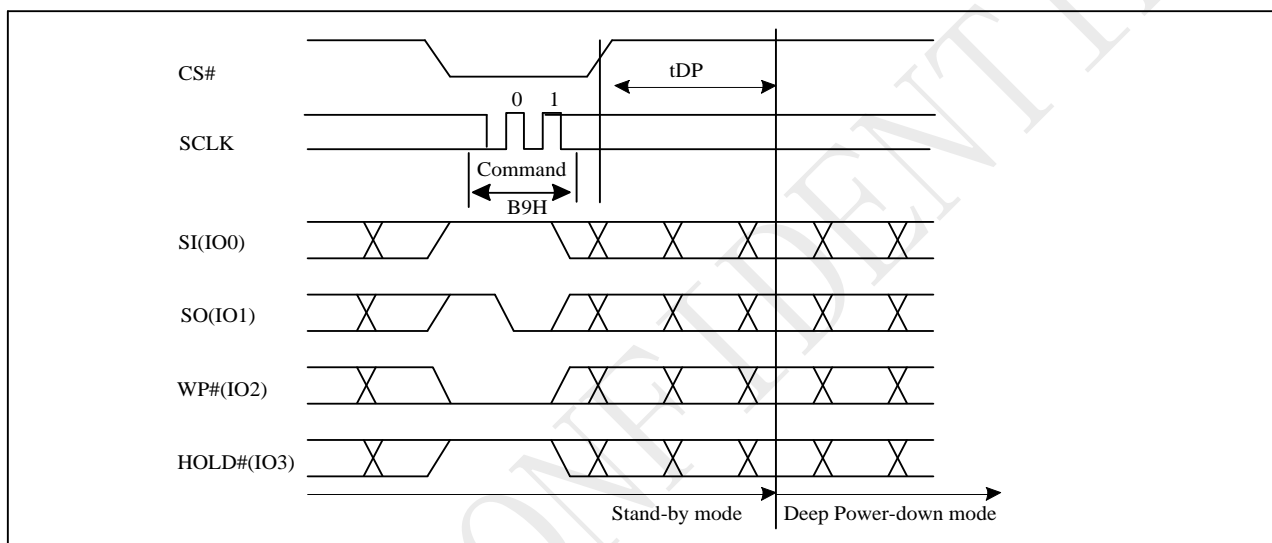 CS#
tDP
0 1
SCLK
Command
B9H
SI(IO0)
SO(IO1)
WP#(IO2)
HOLD#(IO3)
Stand-by mode Deep Power-down mode
ONFIDENTI